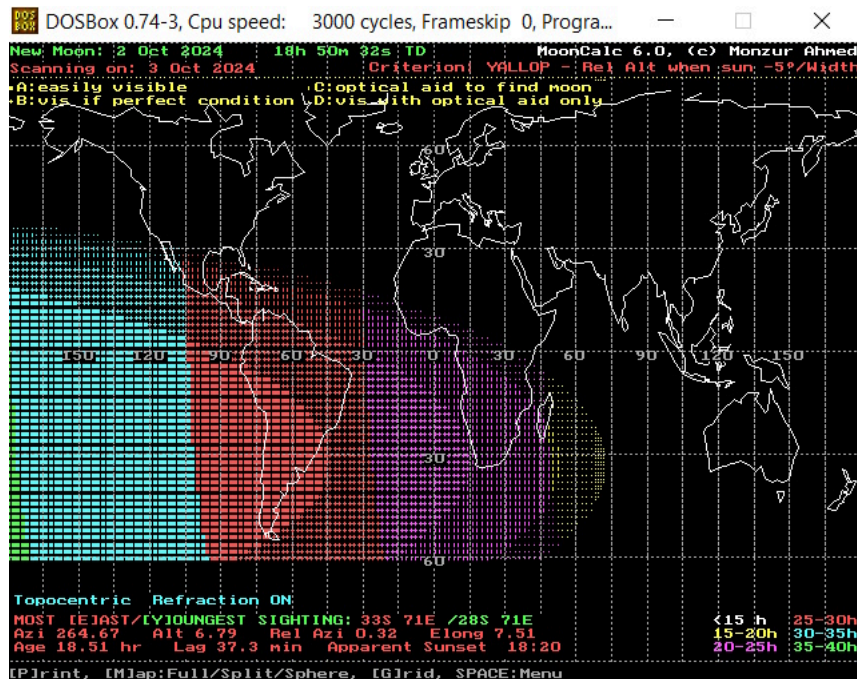 DOSBox 0.74-3, Cpu speed: 3000 cycles, Frameskip 0, Progra...
New Moon: 2 Oct 2024 18h 50m 32s TD MoonCalc 6.0, (c) Monzur Ahmed
Scanning on: 3 Oct 2024 Criterion: YALLOP - Rel Alt when sun -5º/Width
A:easily visible C:optical aid to find moon
B:vis if perfect condition D:vis with optical aid only
60
30
150 120 90 60 30 0 30 60 90 120 150
30
60
Topocentric Refraction ON
MOST [E]AST/[Y]OUNGEST SIGHTING: 33S 71E /28S 71E <15 h 25-30h
Azi 264.67 Alt 6.79 Rel Azi 0.32 Elong 7.51 15-20h 30-35h
Age 18.51 hr Lag 37.3 min Apparent Sunset 18:20 20-25h 35-40h
[P]rint, [M]ap:Full/Split/Sphere, [G]rid, SPACE:Menu